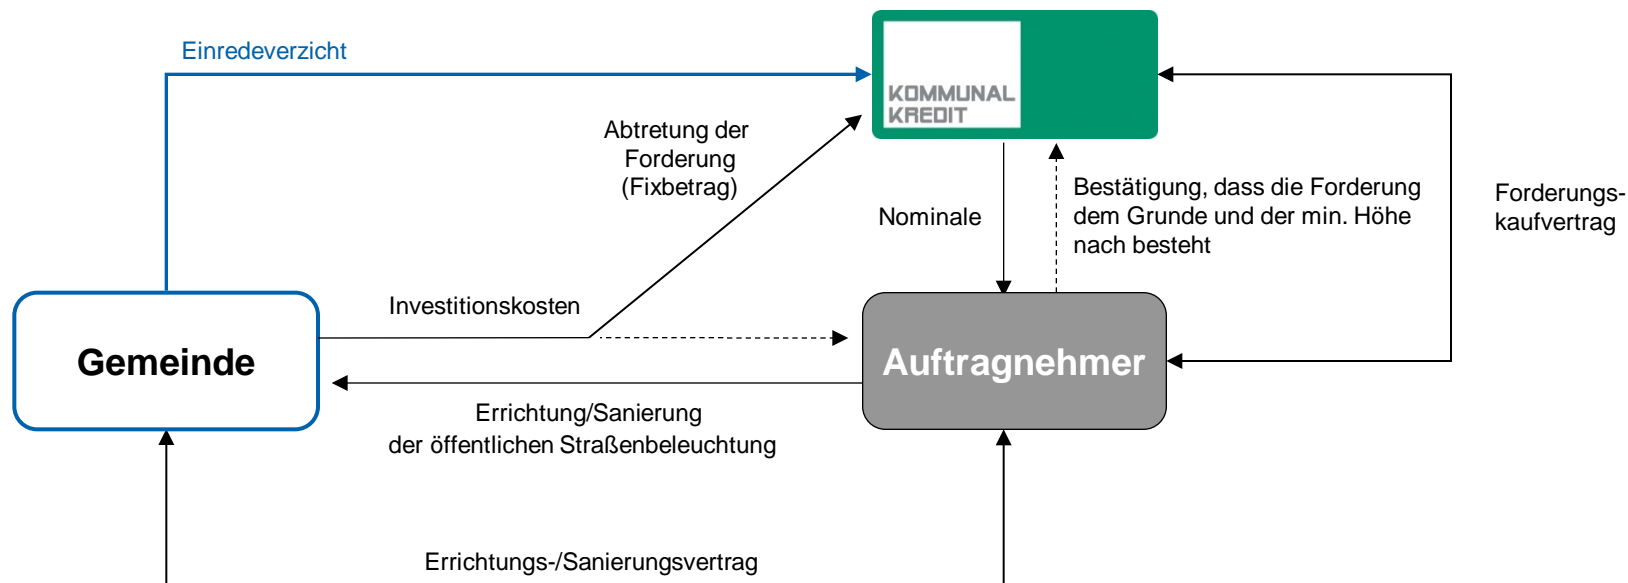 Einredeverzicht
KOMMUNAL
KREDIT
Abtretung der
Forderung
(Fixbetrag)
Nominale
Bestätigung, dass die Forderung
dem Grunde und der min. Höhe
nach besteht
Forderungs-
kaufvertrag
Investitionskosten
Gemeinde
Auftragnehmer
Errichtung/Sanierung
der öffentlichen Straßenbeleuchtung
Errichtungs-/Sanierungsvertrag